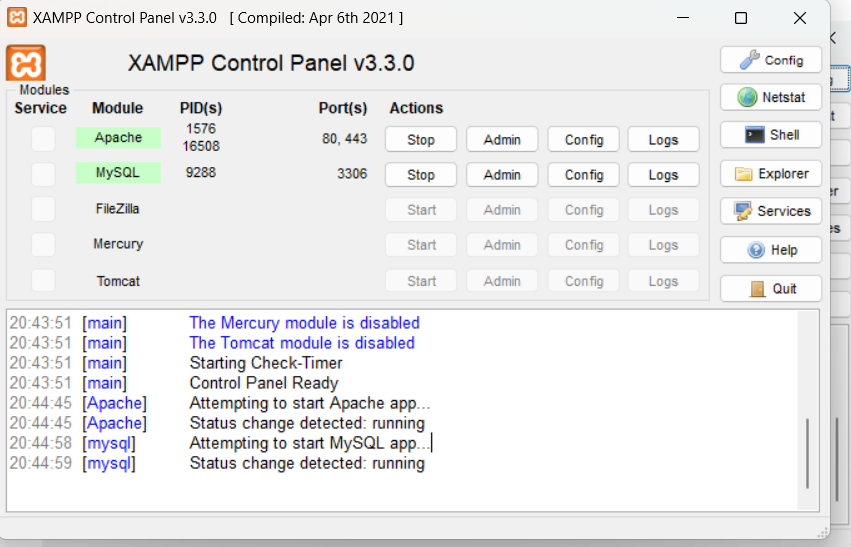 XAMPP Control Panel v3.3.0 [ Compiled: Apr 6th 2021 ]
XAMPP Control Panel v3.3.0
Config
Modules
Service Module PID(s) Port(s) Actions
Netstat
Apache 1576 16508 80, 443 Stop Admin Config Logs
Shell
MySQL 9288 3306 Stop Admin Config Logs
Explorer
FileZilla Start Admin Config Logs
Services
Mercury Start Admin Config Logs
Help
Tomcat Start Admin Config Logs
Quit
20:43:51 [main] The Mercury module is disabled
20:43:51 [main] The Tomcat module is disabled
20:43:51 [main] Starting Check-Timer
20:43:51 [main] Control Panel Ready
20:44:45 [Apache] Attempting to start Apache app...
20:44:45 [Apache] Status change detected: running
20:44:58 [mysql] Attempting to start MySQL app...
20:44:59 [mysql] Status change detected: running